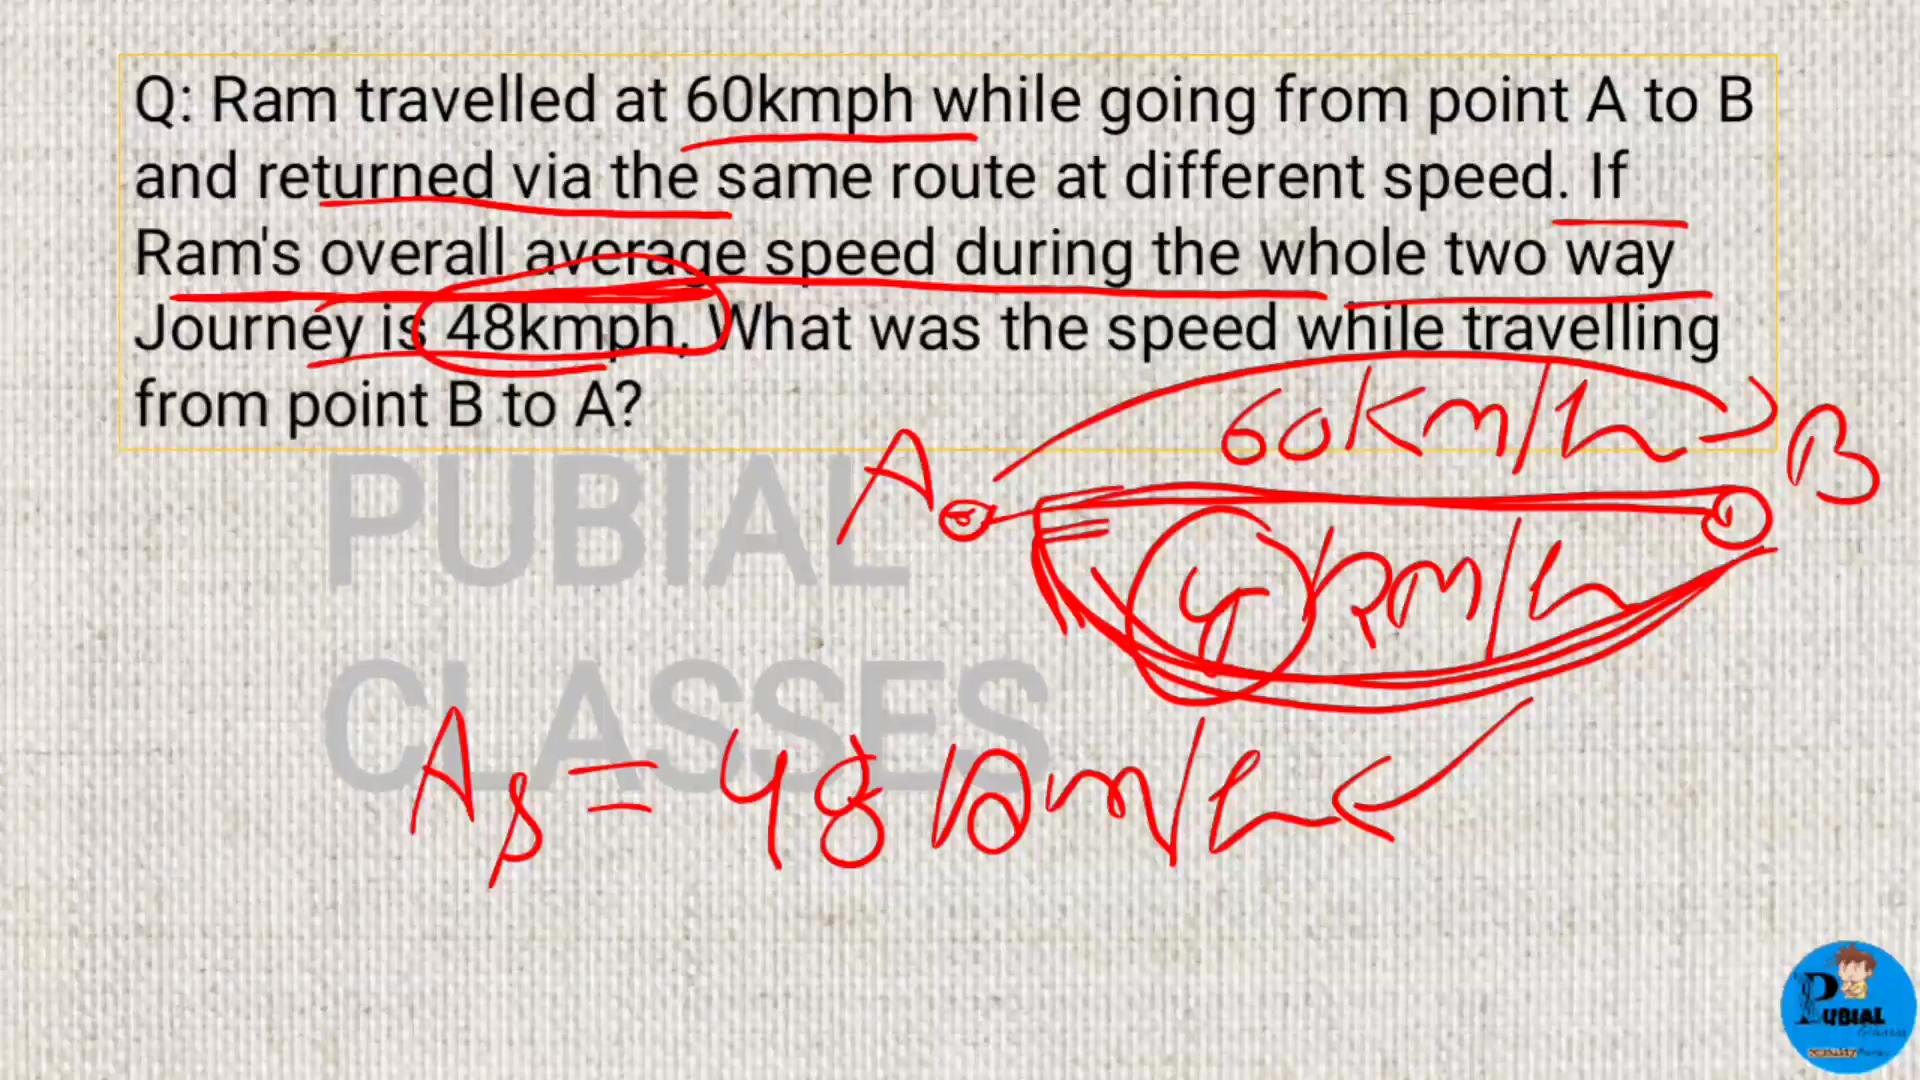 Q: Ram travelled at 60kmph while going from point A to B
and returned via the same route at different speed. If
Ram's overall average speed during the whole two way
Journey is 48kmph. What was the speed while travelling
from point B to A?
60km/h
A
B
y km/h
PUBIAL
CLASSES
As = 48 km/h
PUBIAL
Classes